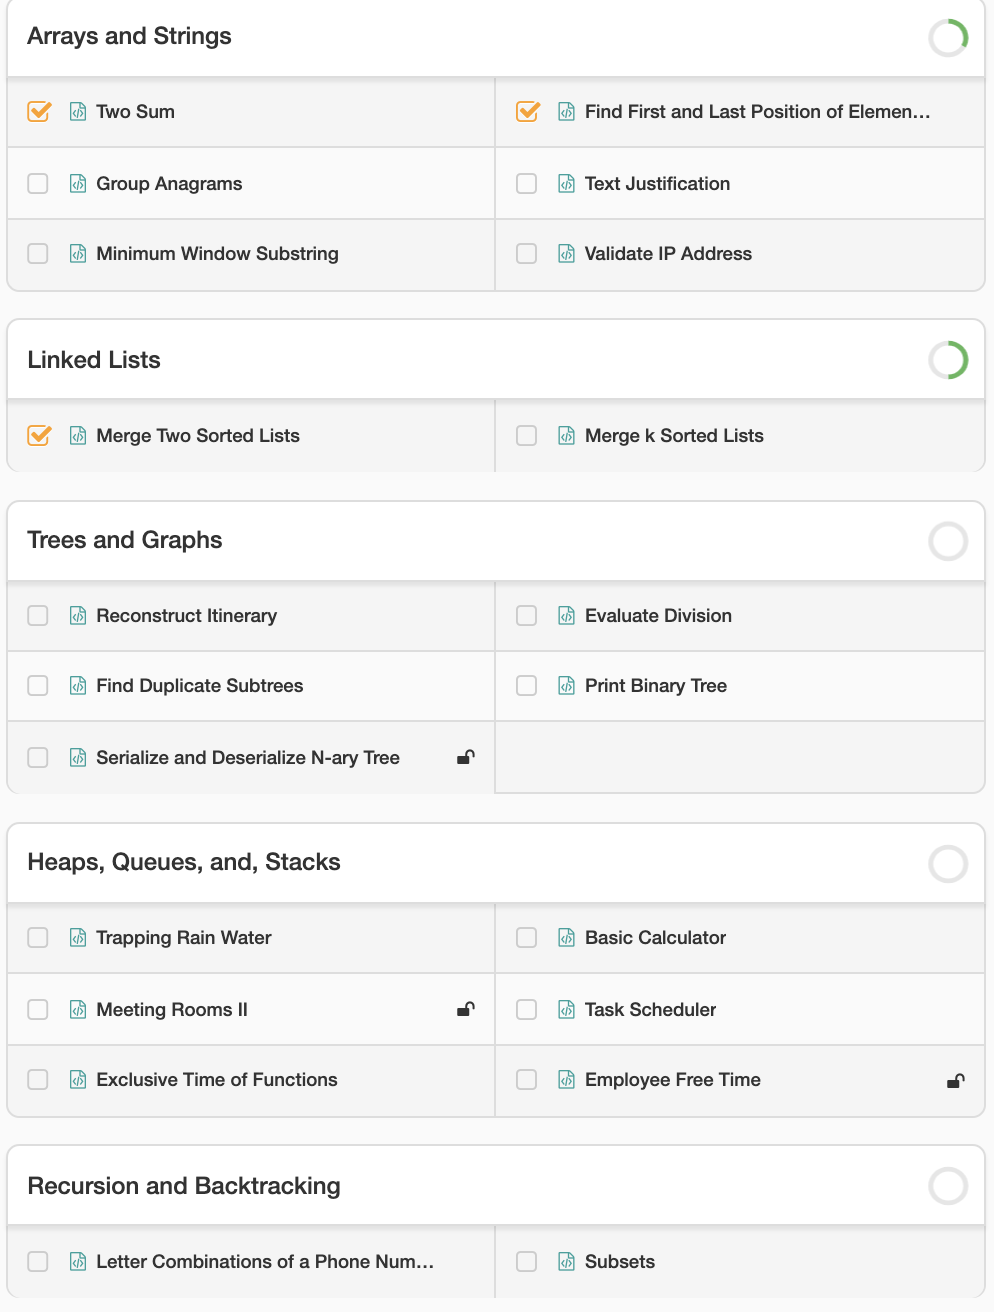 Arrays and Strings
Two Sum
Find First and Last Position of Elemen...
Group Anagrams
Text Justification
Minimum Window Substring
Validate IP Address
Linked Lists
Merge Two Sorted Lists
Merge k Sorted Lists
Trees and Graphs
Reconstruct Itinerary
Evaluate Division
Find Duplicate Subtrees
Print Binary Tree
Serialize and Deserialize N-ary Tree
Heaps, Queues, and, Stacks
Trapping Rain Water
Basic Calculator
Meeting Rooms II
Task Scheduler
Exclusive Time of Functions
Employee Free Time
Recursion and Backtracking
Letter Combinations of a Phone Num...
Subsets